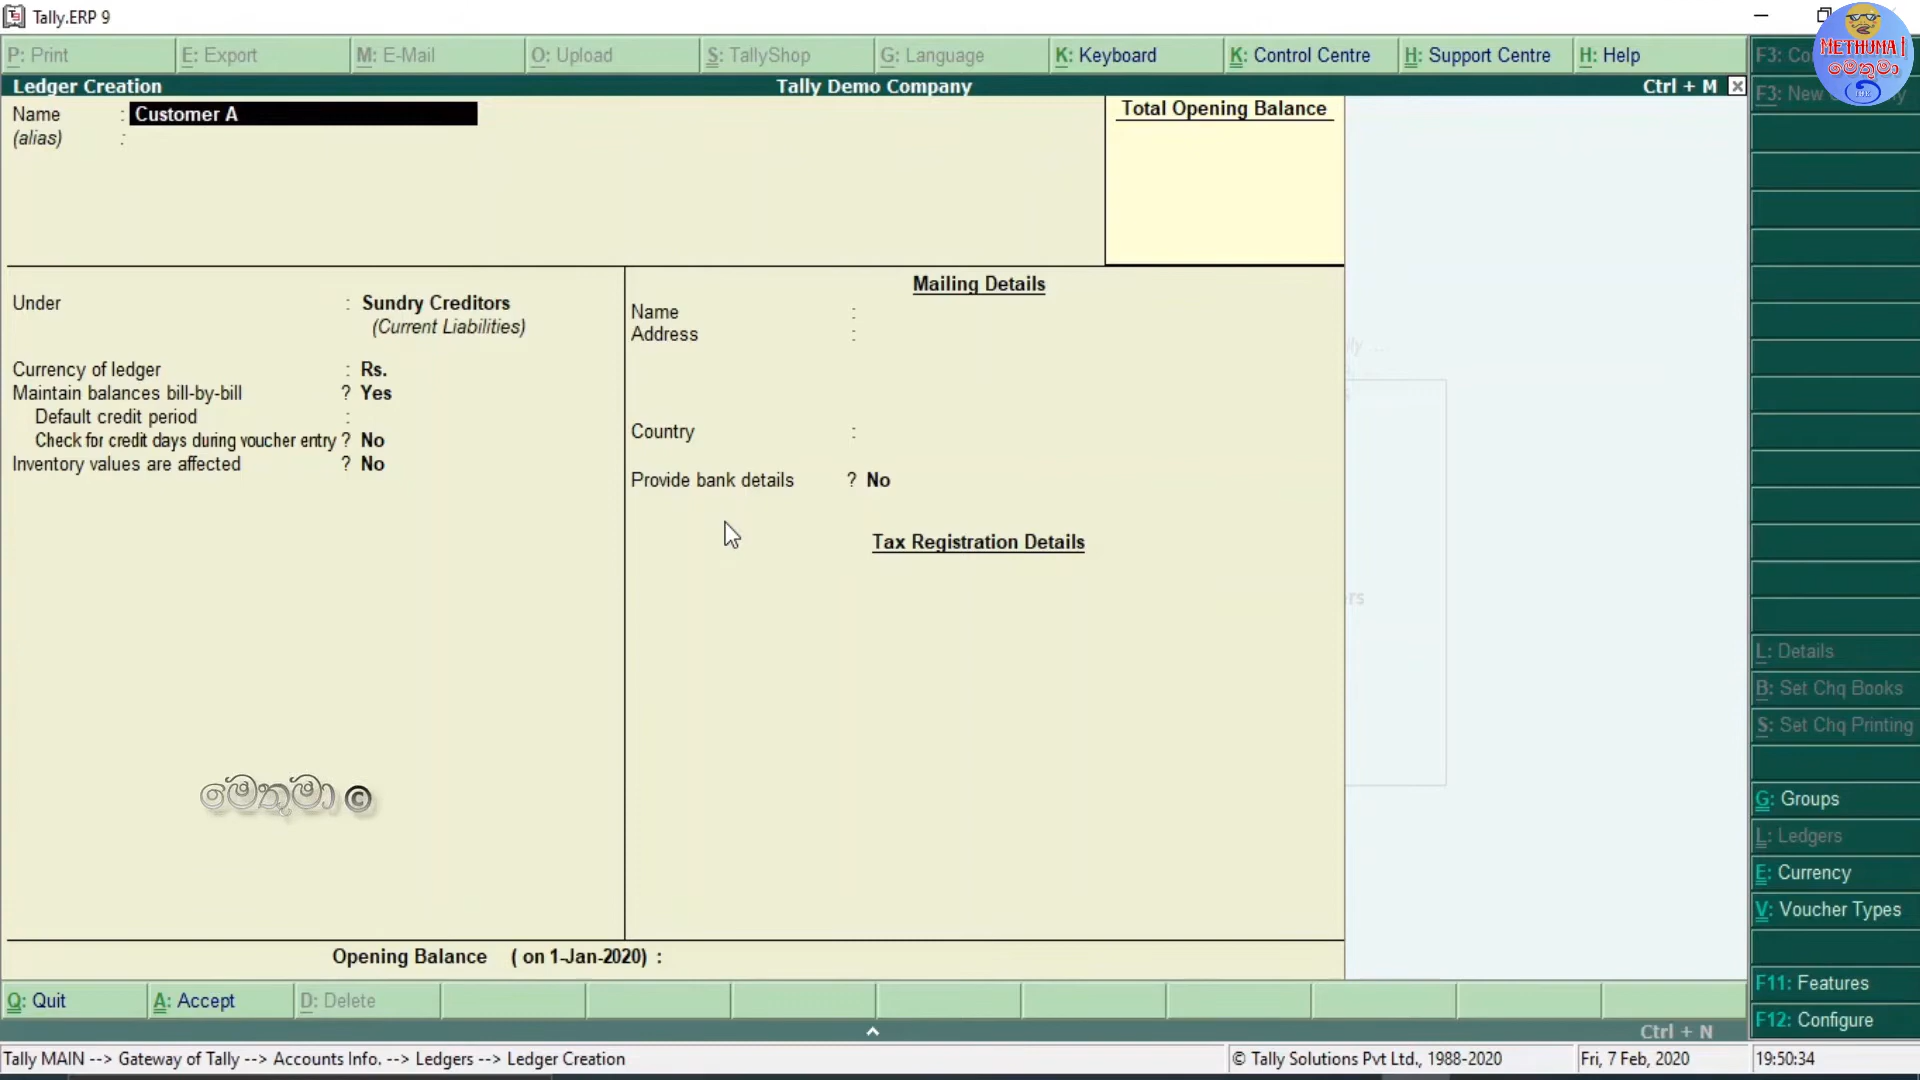 Tally.ERP 9
P: Print E: Export M: E-Mail O: Upload S: TallyShop G: Language K: Keyboard K: Control Centre H: Support Centre H: Help
METHUMA
මෙතුමා
Ledger Creation Tally Demo Company Ctrl + M
F3: New
Name : Customer A
(alias) :
Total Opening Balance
Under : Sundry Creditors
(Current Liabilities)
Currency of ledger : Rs.
Maintain balances bill-by-bill ? Yes
Default credit period :
Check for credit days during voucher entry ? No
Inventory values are affected ? No
Mailing Details
Name :
Address :
Country :
Provide bank details ? No
Tax Registration Details
මෙතුමා ©
Opening Balance ( on 1-Jan-2020) :
L: Details
B: Set Chq Books
S: Set Chq Printing
G: Groups
L: Ledgers
E: Currency
V: Voucher Types
F11: Features
F12: Configure
Q: Quit A: Accept D: Delete
Ctrl + N
Tally MAIN --> Gateway of Tally --> Accounts Info. --> Ledgers --> Ledger Creation © Tally Solutions Pvt Ltd., 1988-2020 Fri, 7 Feb, 2020 19:50:34